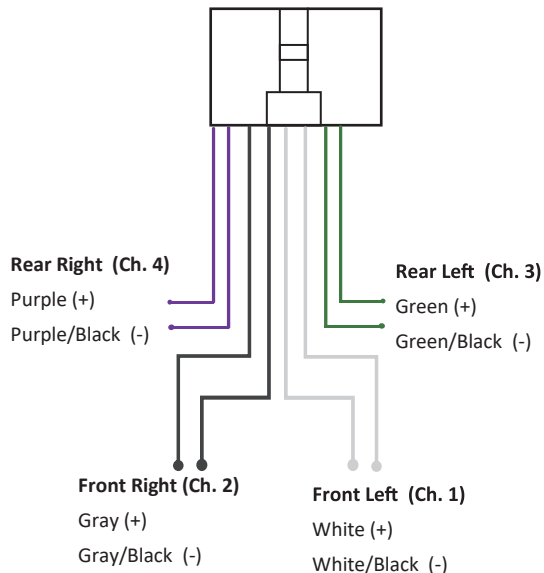 Rear Right (Ch. 4)
Purple (+)
Purple/Black (-)
Rear Left (Ch. 3)
Green (+)
Green/Black (-)
Front Right (Ch. 2)
Gray (+)
Gray/Black (-)
Front Left (Ch. 1)
White (+)
White/Black (-)